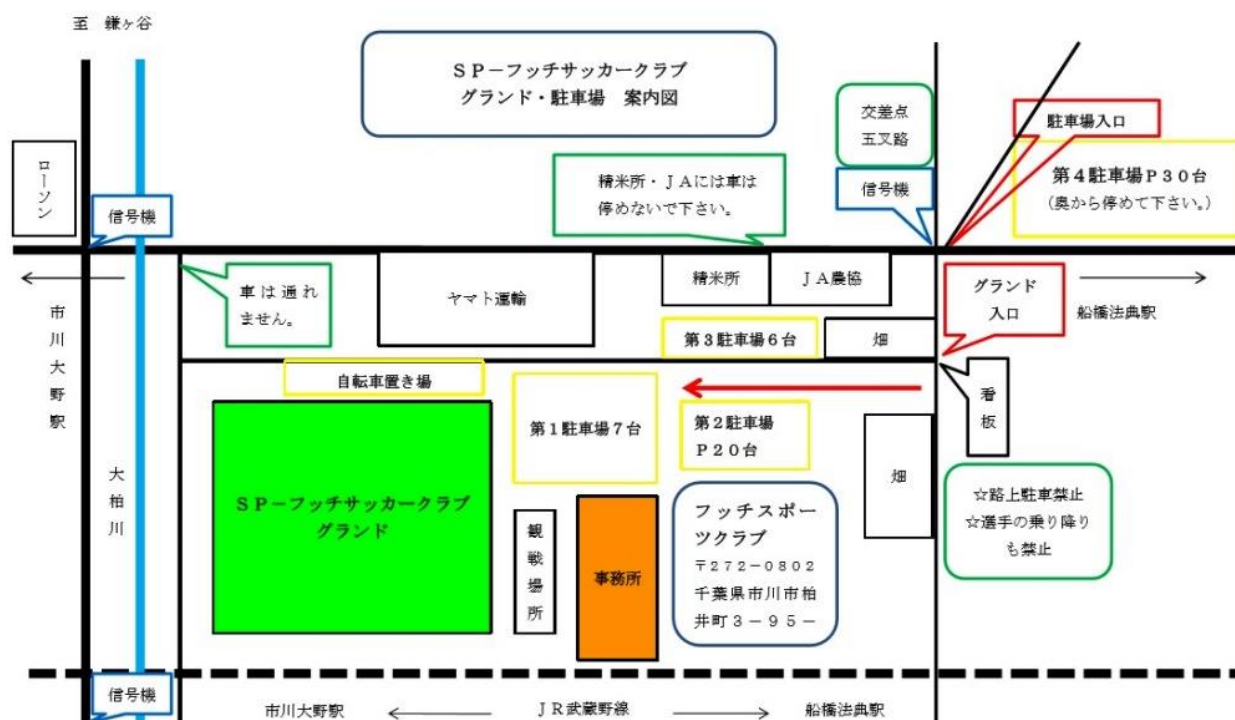 至　鎌ヶ谷
ＳＰ－フッチサッカークラブ
グランド・駐車場　案内図
交差点
五叉路
駐車場入口
第４駐車場Ｐ３０台
（奥から停めて下さい。）
ローソン
信号機
精米所・ＪＡには車は
停めないで下さい。
信号機
車は通れ
ません。
ヤマト運輸
精米所
ＪＡ農協
グランド
入口
船橋法典駅
市川大野駅
第３駐車場６台
畑
自転車置き場
第１駐車場７台
第２駐車場
Ｐ２０台
看板
畑
大柏川
ＳＰ－フッチサッカークラブ
グランド
観戦場所
事務所
フッチスポー
ツクラブ
〒２７２－０８０２
千葉県市川市柏
井町３－９５－
☆路上駐車禁止
☆選手の乗り降り
も禁止
信号機
市川大野駅
ＪＲ武蔵野線
船橋法典駅